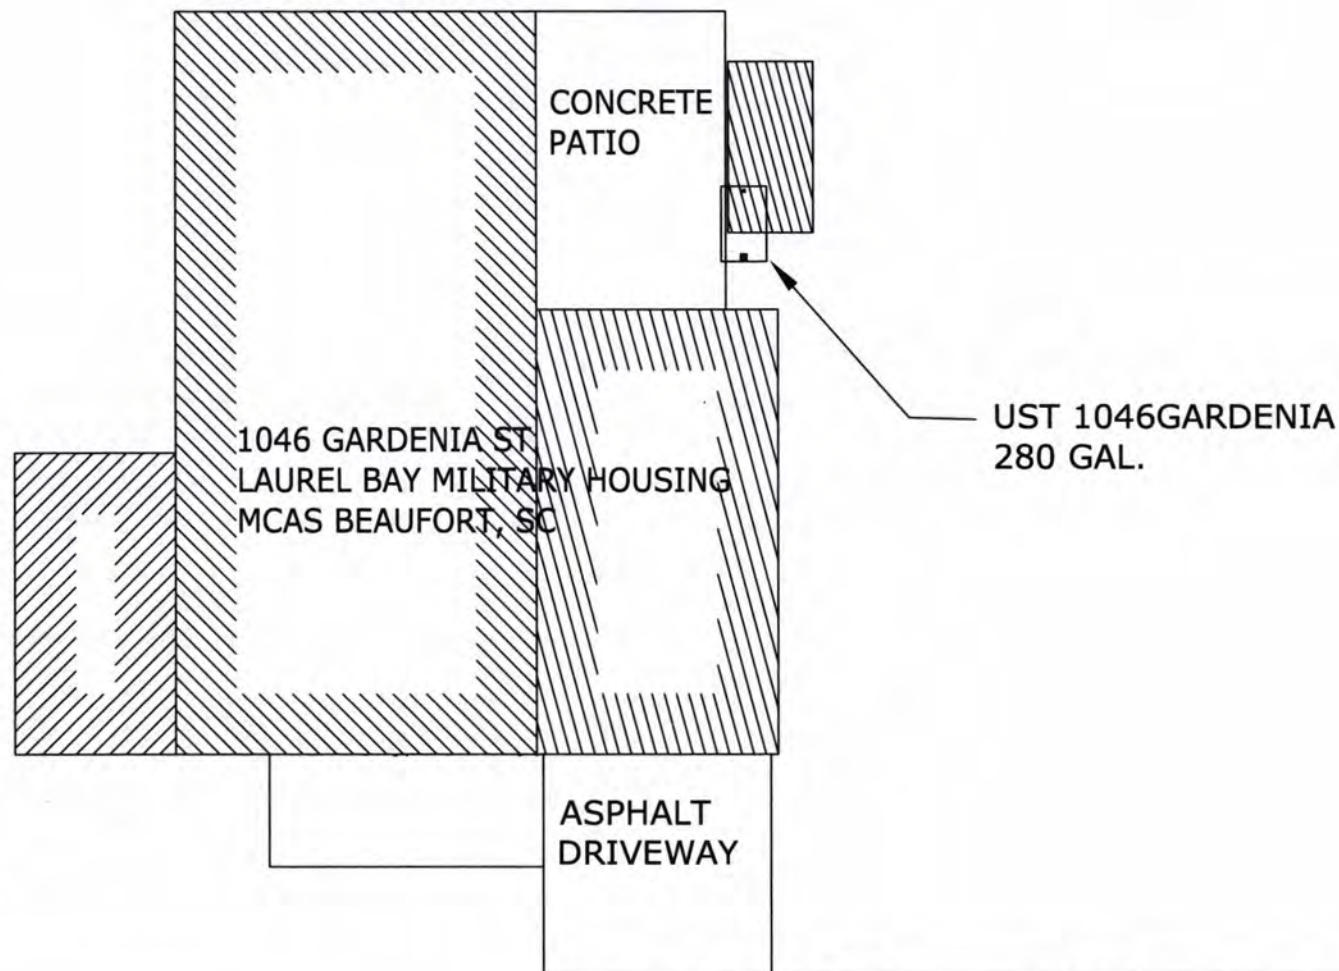 CONCRETE
PATIO
1046 GARDENIA ST
LAUREL BAY MILITARY HOUSING
MCAS BEAUFORT, SC
UST 1046GARDENIA
280 GAL.
ASPHALT
DRIVEWAY